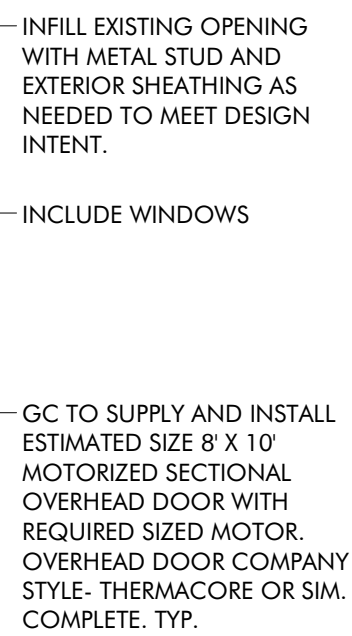 INFILL EXISTING OPENING
WITH METAL STUD AND
EXTERIOR SHEATHING AS
NEEDED TO MEET DESIGN
INTENT.
INCLUDE WINDOWS
GC TO SUPPLY AND INSTALL
ESTIMATED SIZE 8' X 10'
MOTORIZED SECTIONAL
OVERHEAD DOOR WITH
REQUIRED SIZED MOTOR.
OVERHEAD DOOR COMPANY
STYLE- THERMACORE OR SIM.
COMPLETE. TYP.